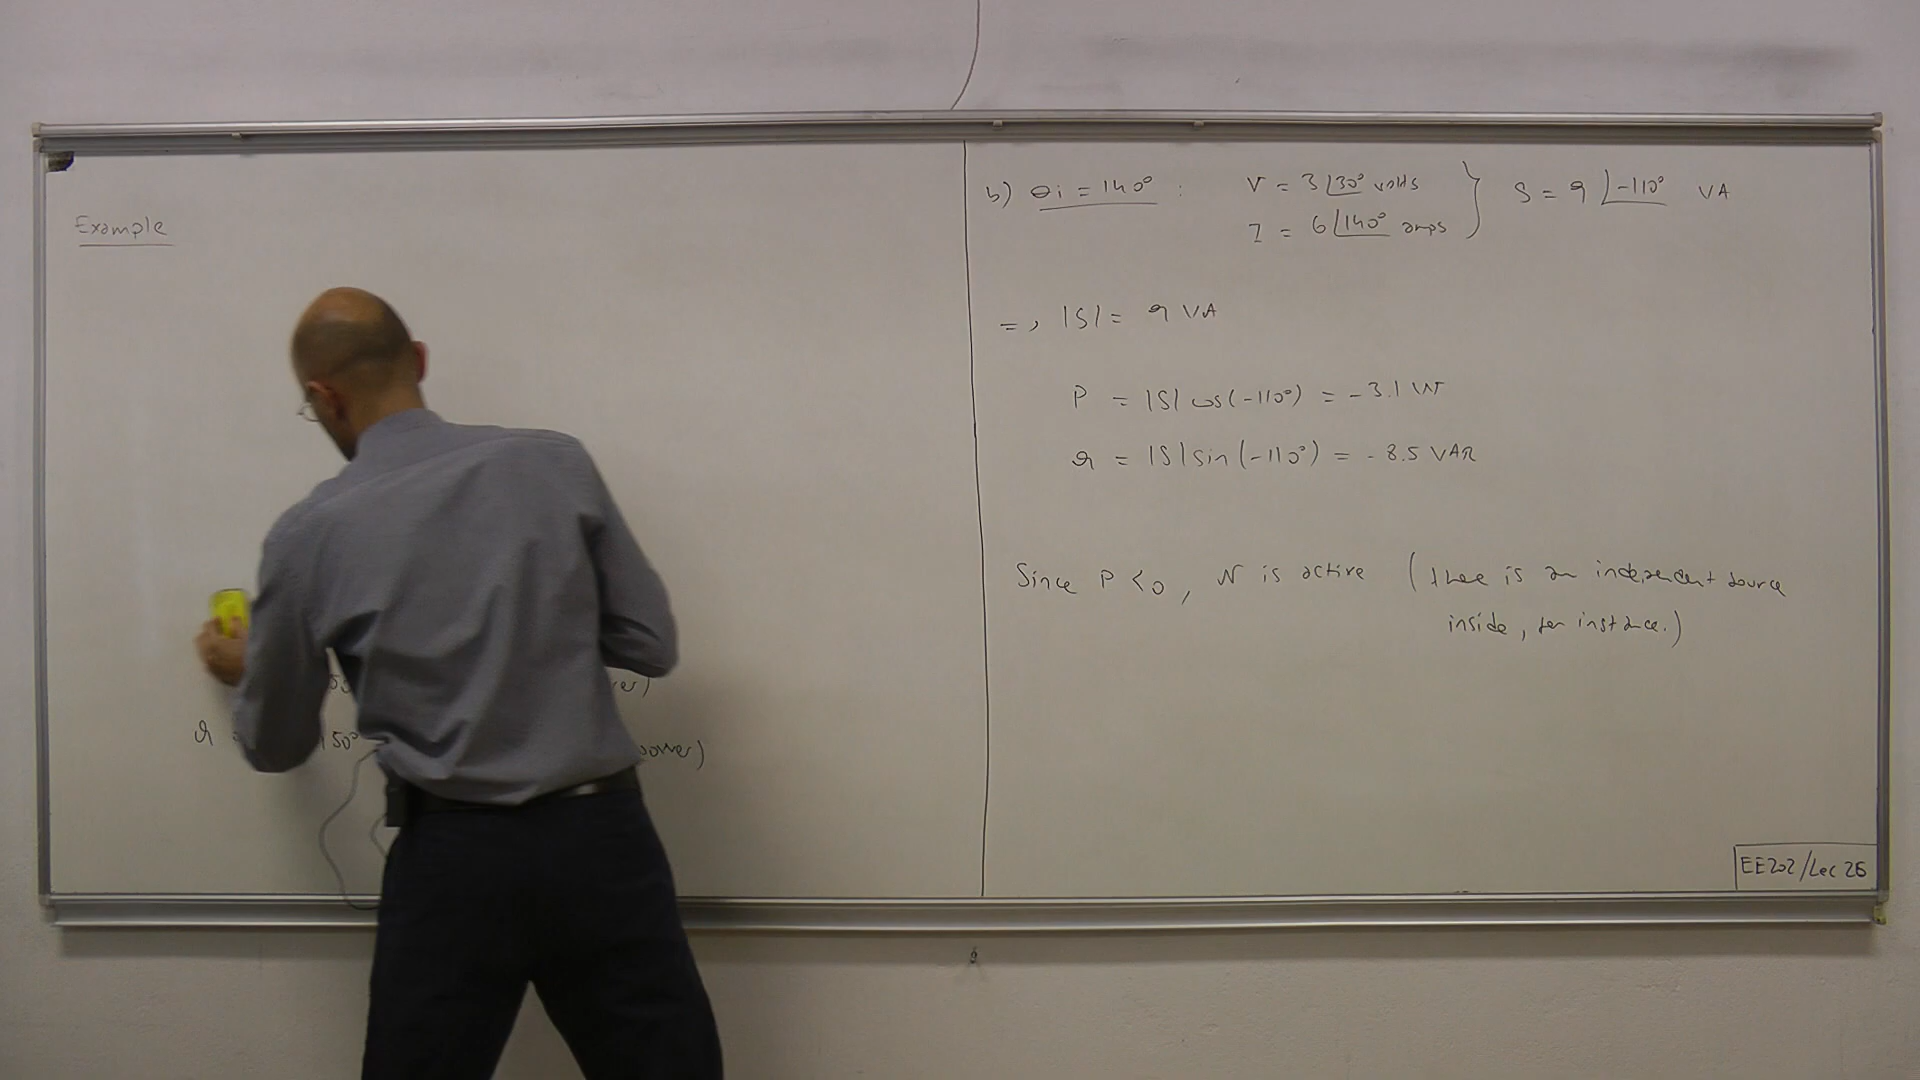 Example
150°
b) θi = 140° : V = 3∠30° volts
I = 6∠140° amps } S = 9∠-110° VA
=> |S| = 9 VA
P = |S| cos(-110°) = -3.1 W
Q = |S| sin(-110°) = -8.5 VAR
Since P < 0, N is active (there is an independent source
inside, for instance.)
EE202/Lec 26